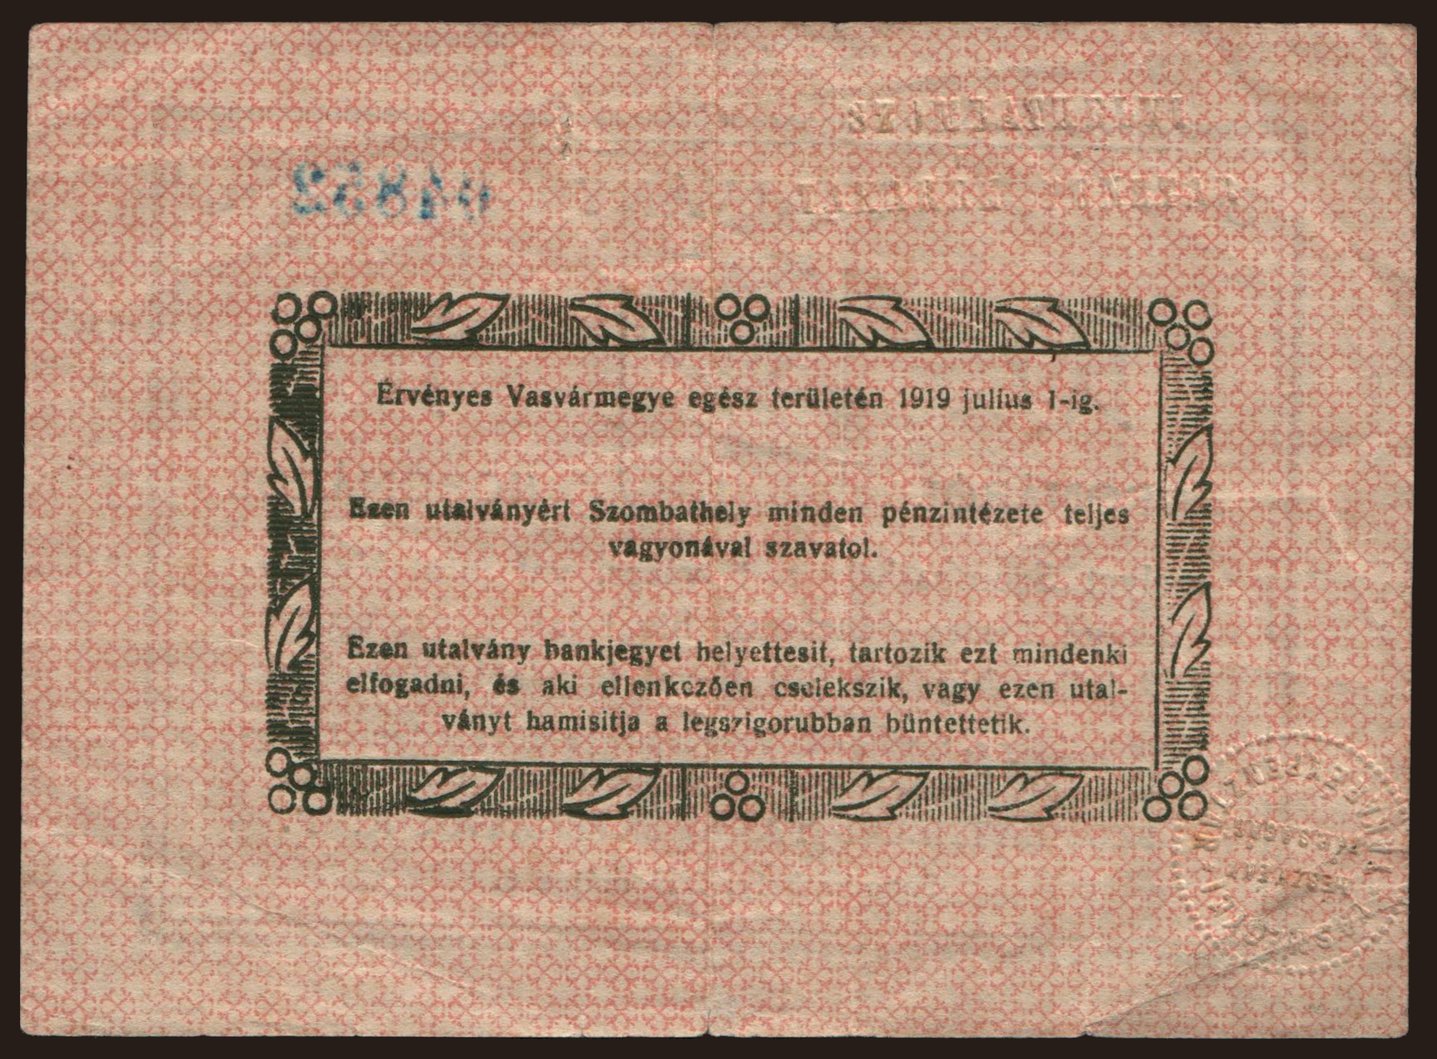 Érvényes Vasvármegye egész területén 1919 julius 1-ig.
Ezen utalványért Szombathely minden pénzintézete teljes
vagyonával szavatol.
Ezen utalvány bankjegyet helyettesit, tartozik ezt mindenki
elfogadni, és aki ellenkezően cselekszik, vagy ezen utal-
ványt hamisitja a legszigorubban büntettetik.